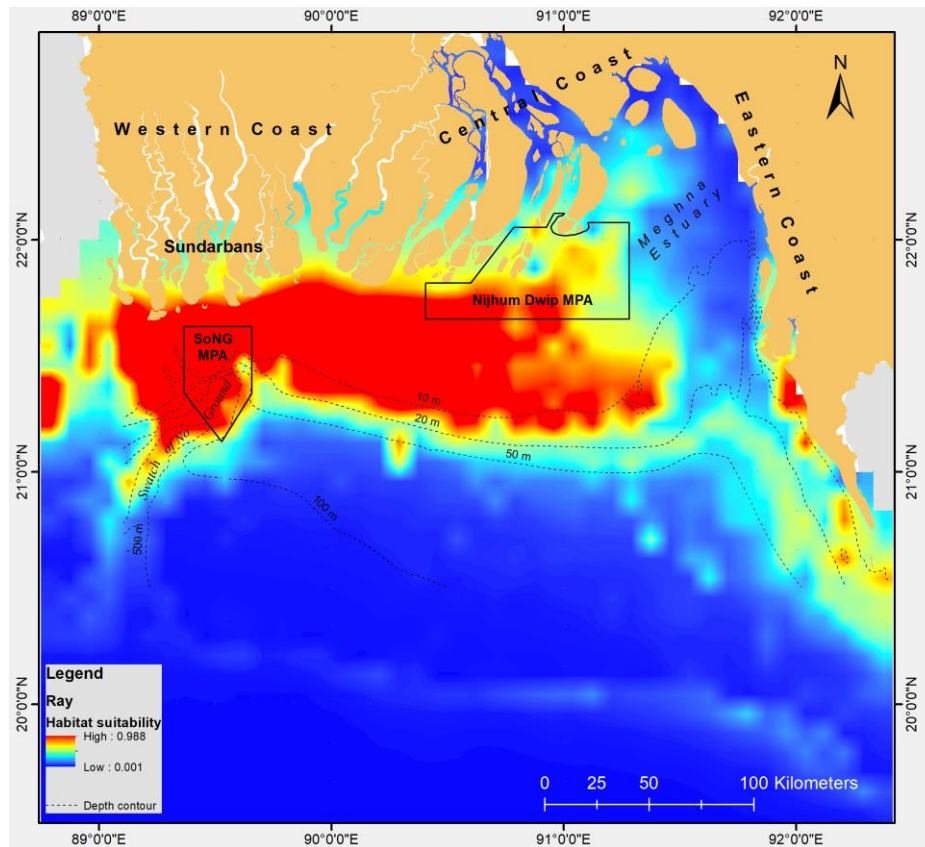 89°0'0"E 90°0'0"E 91°0'0"E 92°0'0"E
N
Central Coast
Western Coast
Eastern Coast
Meghna
Estuary
22°0'0"N 22°0'0"N
Sundarbans
Nijhum Dwip MPA
SoNG
MPA
Swatch of No Ground
10 m
20 m
50 m
100 m
500 m
21°0'0"N 21°0'0"N
20°0'0"N 20°0'0"N
Legend
Ray
Habitat suitability
High : 0.988
Low : 0.001
Depth contour
0 25 50 100 Kilometers
89°0'0"E 90°0'0"E 91°0'0"E 92°0'0"E